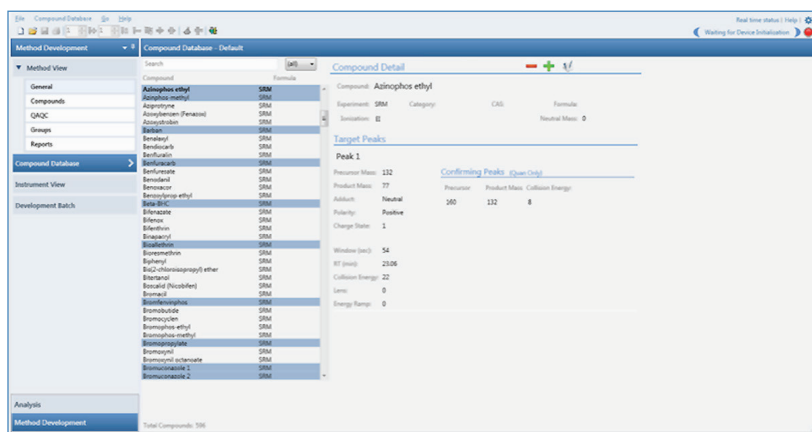 File Compound Database Go Help
Real time status | Help |
Waiting for Device Initialisation
Method Development
Compound Database - Default
Method View
General
Compounds
QAQC
Groups
Reports
Compound Database
Instrument View
Development Batch
Analysis
Method Development
Search (all)
Compound Formula
Azinophos ethyl SRM
Azinphos-methyl SRM
Aziprotryne SRM
Azoxybenzen (Fenazox) SRM
Azoxystrobin SRM
Barban SRM
Benalaxyl SRM
Bendiocarb SRM
Benfluralin SRM
Benfuracarb SRM
Benfuresate SRM
Benodanil SRM
Benoxacor SRM
Benzoylprop ethyl SRM
Beta-BHC SRM
Bifenazate SRM
Bifenox SRM
Bifenthrin SRM
Binapacryl SRM
Bioallethrin SRM
Bioresmethrin SRM
Biphenyl SRM
Bis(2-chloroisopropyl) ether SRM
Bitertanol SRM
Boscalid (Nicobifen) SRM
Bromacil SRM
Bromfenvinphos SRM
Bromobutide SRM
Bromocyclen SRM
Bromophos-ethyl SRM
Bromophos-methyl SRM
Bromopropylate SRM
Bromoxynil SRM
Bromoxynil octanoate SRM
Bromuconazole 1 SRM
Bromuconazole 2 SRM
Total Compounds: 596
Compound Detail
Compound: Azinophos ethyl
Experiment: SRM Category: CAS: Formula:
Ionization: EI Neutral Mass: 0
Target Peaks
Peak 1
Precursor Mass: 132
Product Mass: 77
Adduct: Neutral
Polarity: Positive
Charge State: 1
Window (sec): 54
RT (min): 23.06
Collision Energy: 22
Lens: 0
Energy Ramp: 0
Confirming Peaks (Quan Only)
Precursor: Product Mass: Collision Energy:
160 132 8